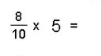 8/10 x 5 =